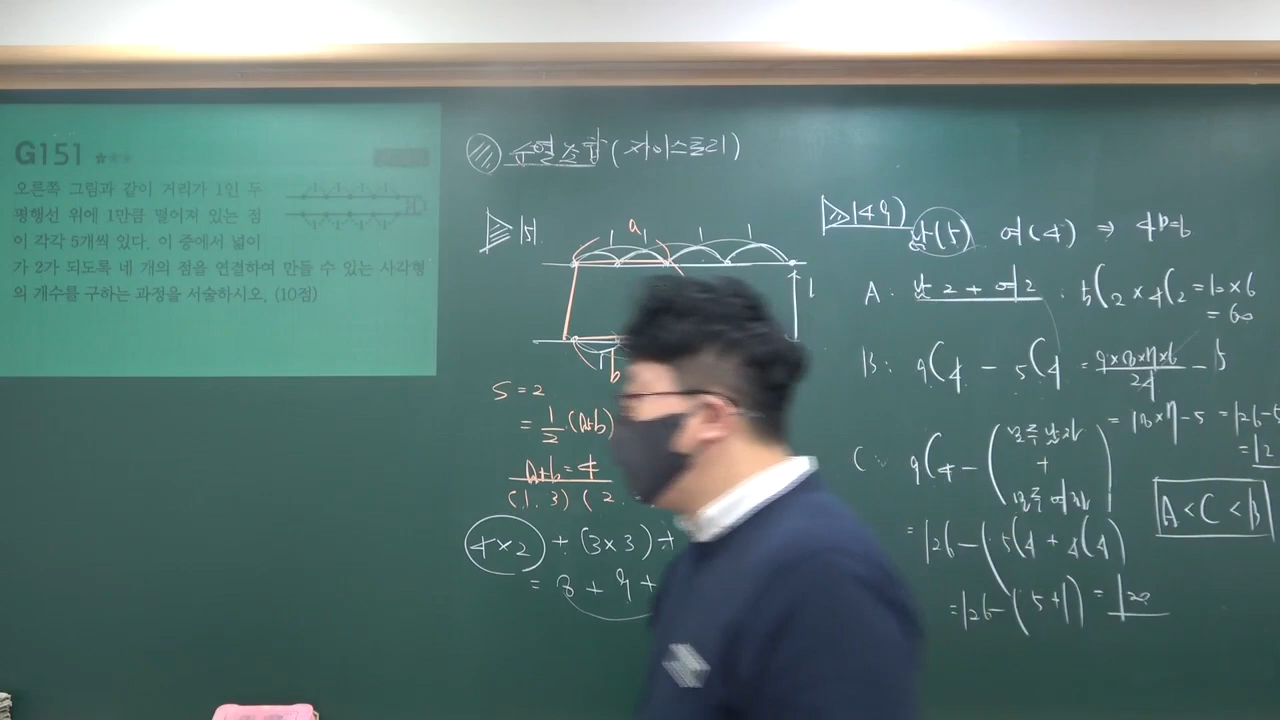 G151
오른쪽 그림과 같이 거리가 1인 두
평행선 위에 1만큼 떨어져 있는 점
이 각각 5개씩 있다. 이 중에서 넓이
가 2가 되도록 네 개의 점을 연결하여 만들 수 있는 사각형
의 개수를 구하는 과정을 서술하시오. (10점)
순열조합(자이스토리)
151.
a
1 1 1 1
1
1
b
S = 2
= 1/2 ·(a+b)
a+b=4
(1, 3) (2
4×2 + (3×3) +
= 8 + 9 +
149)
남(5) 여(4) ⇒ 4명
A: 남2 + 여2 : 5C2 × 4C2 = 10×6
= 60
B: 9C4 - 5C4 = 9×8×7×6/24 - 5
= 18×7-5 = 126-5
= 12
C: 9C4 - (모두 남자 + 모두 여자)
= 126 - (5C4 + 4C4)
= 126 - (5+1) = 120
A<C<B